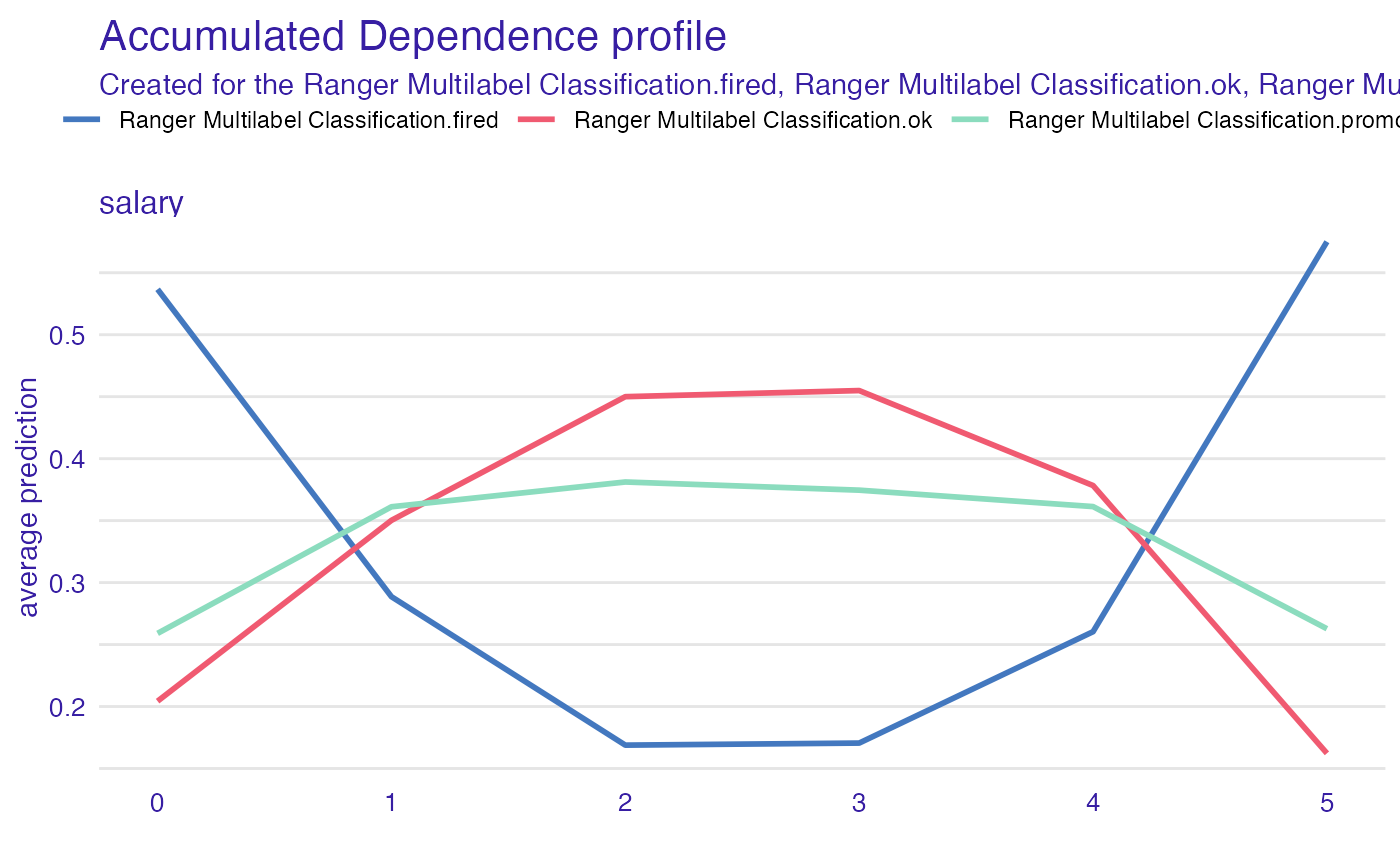 Accumulated Dependence profile
Created for the Ranger Multilabel Classification.fired, Ranger Multilabel Classification.ok, Ranger Mu
Ranger Multilabel Classification.fired Ranger Multilabel Classification.ok Ranger Multilabel Classification.promo
salary
average prediction
0.5
0.4
0.3
0.2
0 1 2 3 4 5